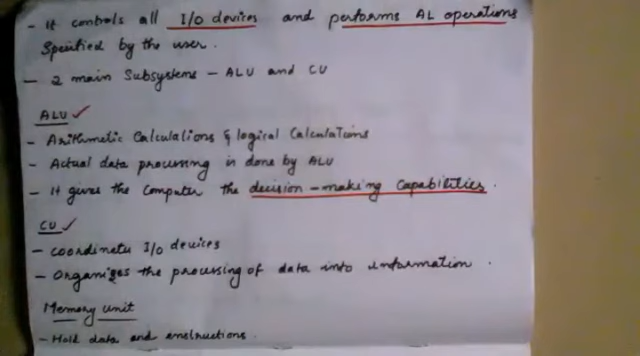 - It controls all I/O devices and performs AL operations
Specified by the user.
- 2 main Subsystems - ALU and CU
ALU ✓
- Arithmetic Calculations & logical Calculations
- Actual data processing is done by ALU
- It gives the Computer the decision-making Capabilities.
CU ✓
- coordinates I/O devices
- Organizes the processing of data into information.
Memory unit
- Hold data and instructions.